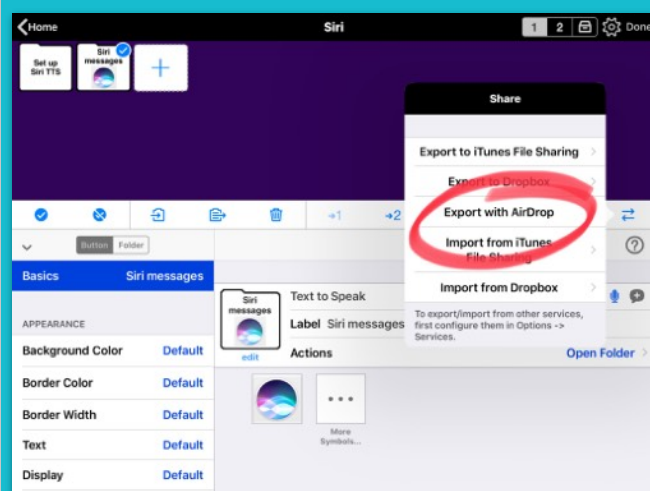 Home
Siri
1 2
Done
Set up
Siri TTS
Siri
messages
Share
Export to iTunes File Sharing
Export to Dropbox
Export with AirDrop
Import from iTunes
File Sharing
Import from Dropbox
To export/import from other services,
first configure them in Options ->
Services.
→1
→2
Button Folder
?
Basics Siri messages
APPEARANCE
Background Color Default
Border Color Default
Border Width Default
Text Default
Display Default
Siri
messages
edit
Text to Speak
Label Siri messages
Actions Open Folder
More
Symbols...